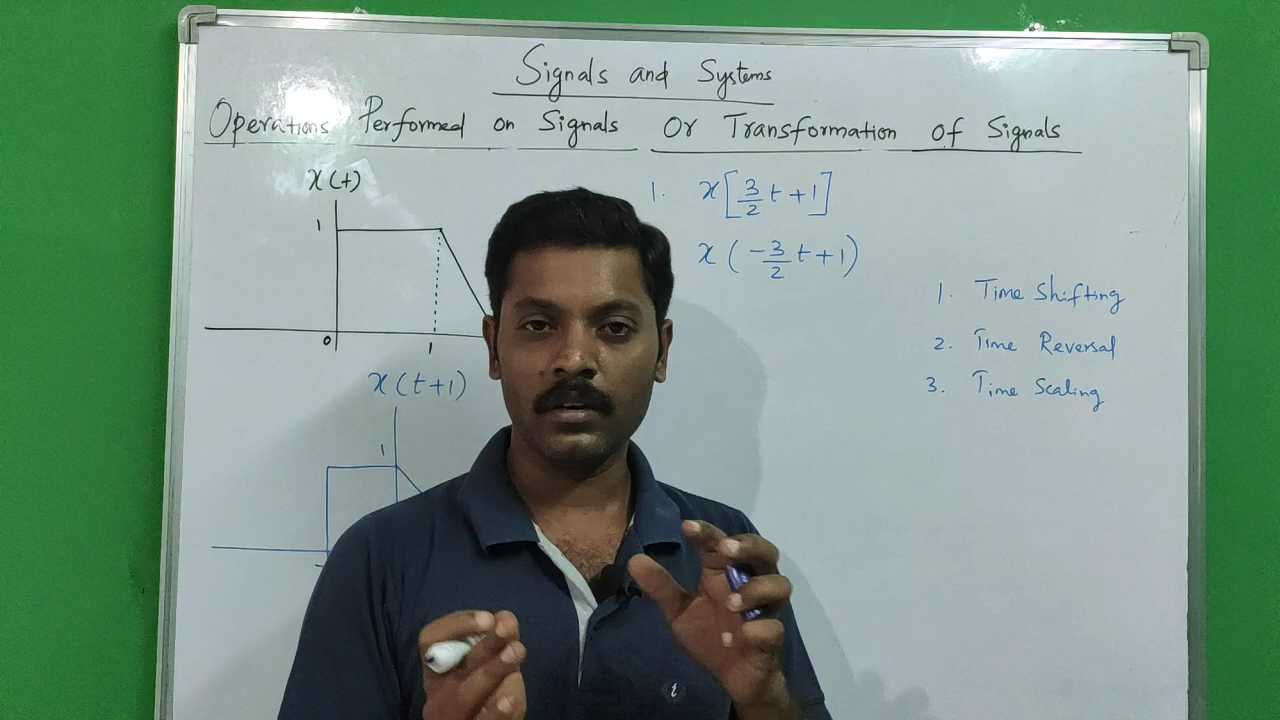 Signals and Systems
Operations Performed on Signals Or Transformation of Signals
x(t)
1
0
1
x(t+1)
1
1. x[3/2 t+1]
x(-3/2 t+1)
1. Time Shifting
2. Time Reversal
3. Time Scaling
t